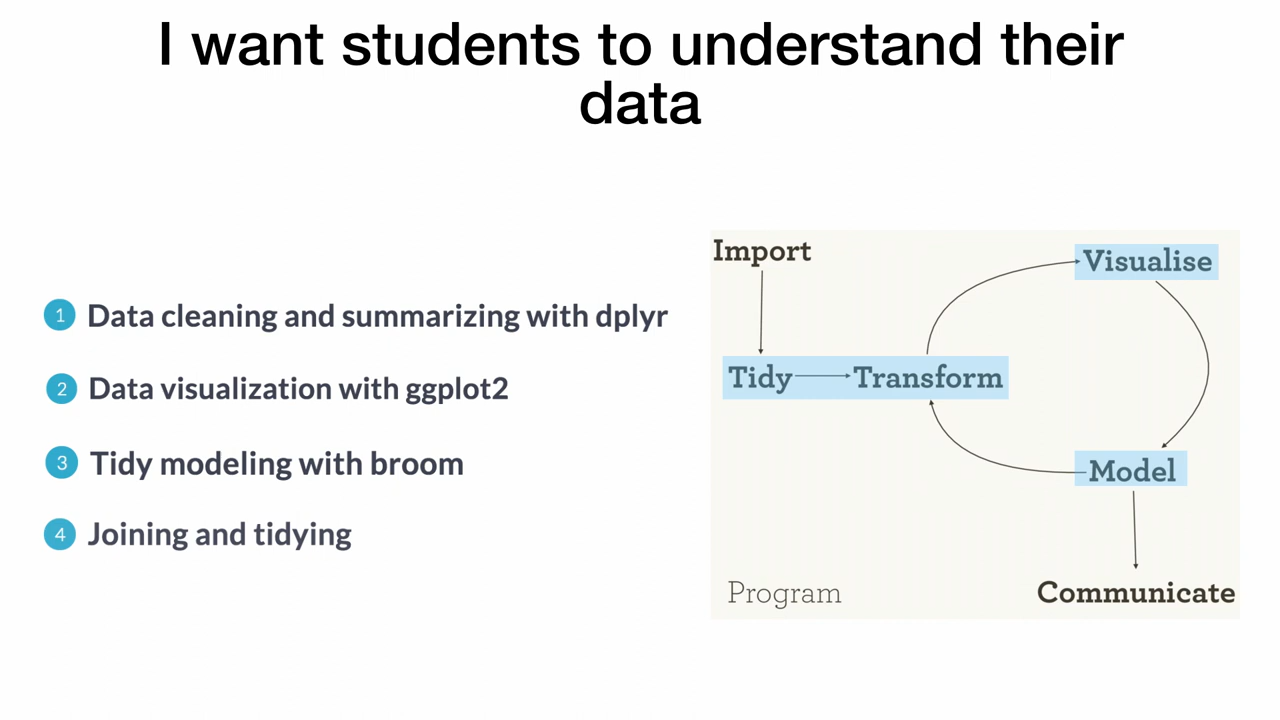 I want students to understand their
data
1 Data cleaning and summarizing with dplyr
2 Data visualization with ggplot2
3 Tidy modeling with broom
4 Joining and tidying
Import
Visualise
Tidy
Transform
Model
Program
Communicate